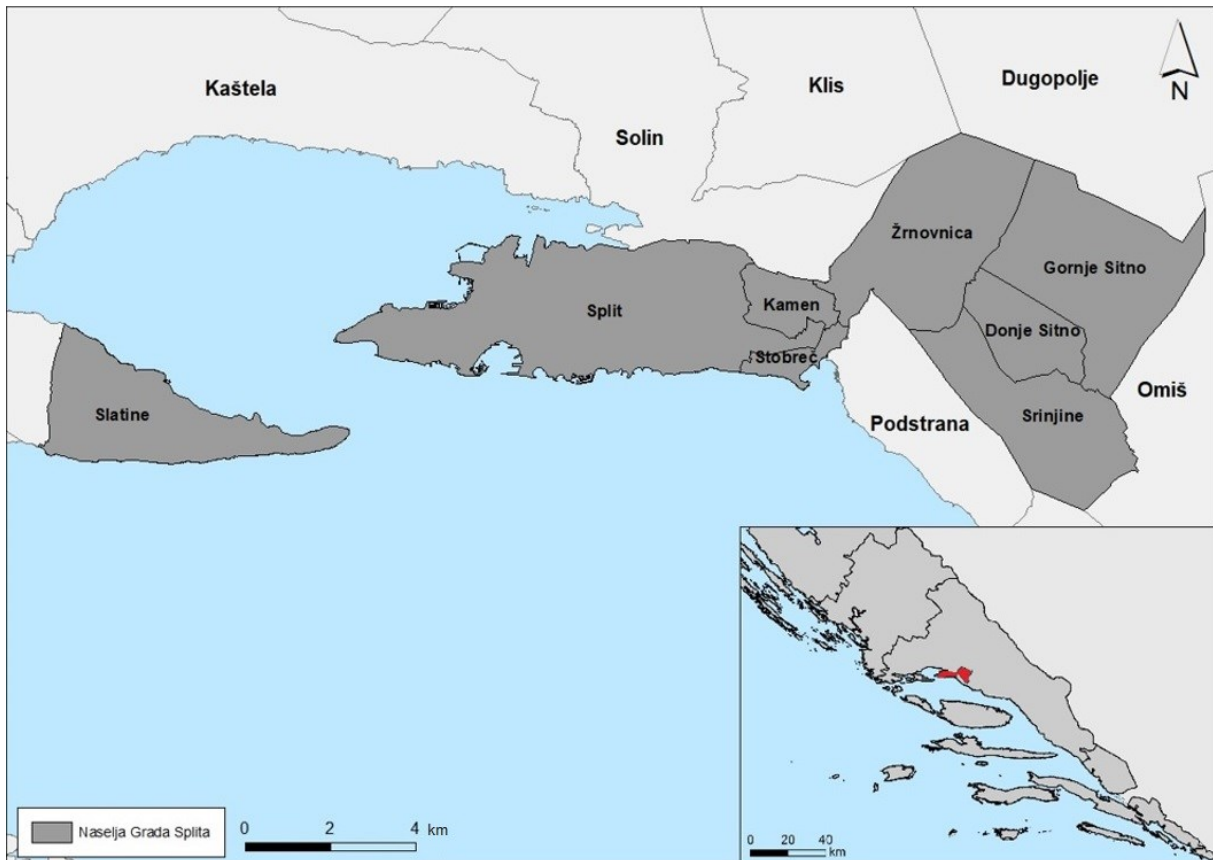 Kaštela
Klis
Dugopolje
N
Solin
Žrnovnica
Gornje Sitno
Kamen
Split
Donje Sitno
Stobreč
Omiš
Slatine
Podstrana
Srinjine
Naselja Grada Splita
0 2 4 km
0 20 40
km